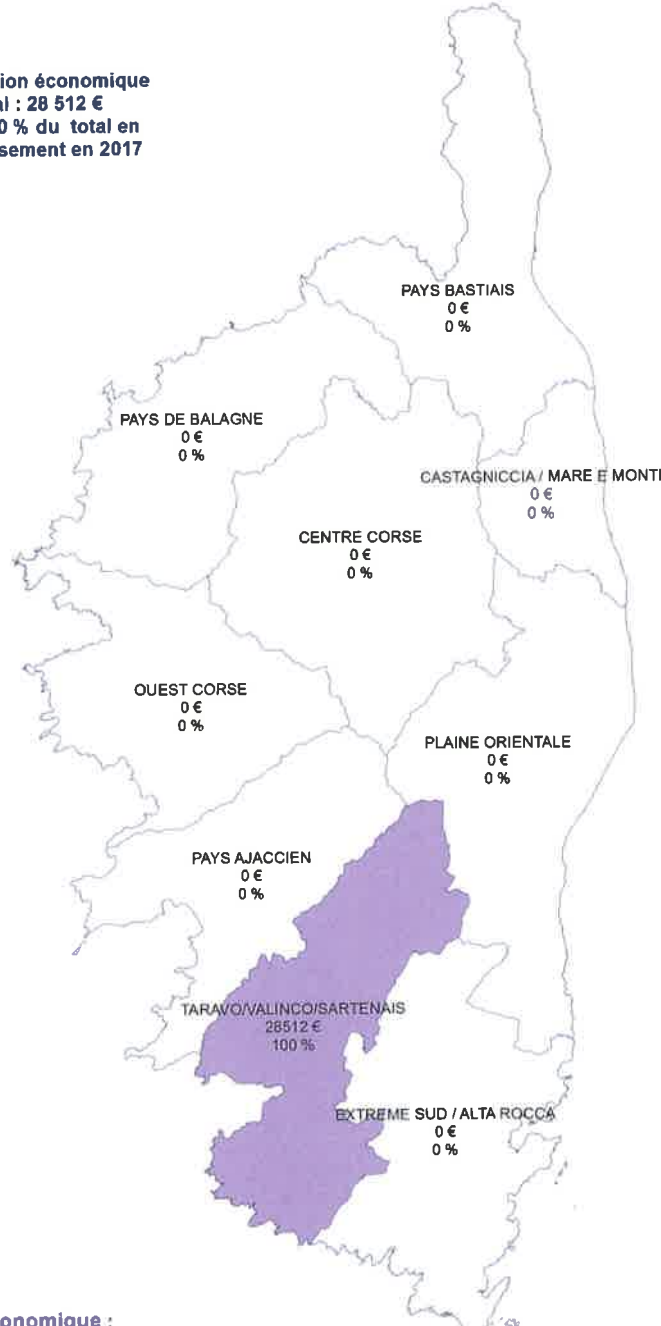 ion économique
al : 28 512 €
0 % du total en
sement en 2017
PAYS BASTIAIS
0 €
0 %
PAYS DE BALAGNE
0 €
0 %
CASTAGNICCIA / MARE E MONTI
0 €
0 %
CENTRE CORSE
0 €
0 %
OUEST CORSE
0 €
0 %
PLAINE ORIENTALE
0 €
0 %
PAYS AJACCIEN
0 €
0 %
TARAVO/VALINCO/SARTENAIS
28512 €
100 %
EXTREME SUD / ALTA ROCCA
0 €
0 %
onomique :